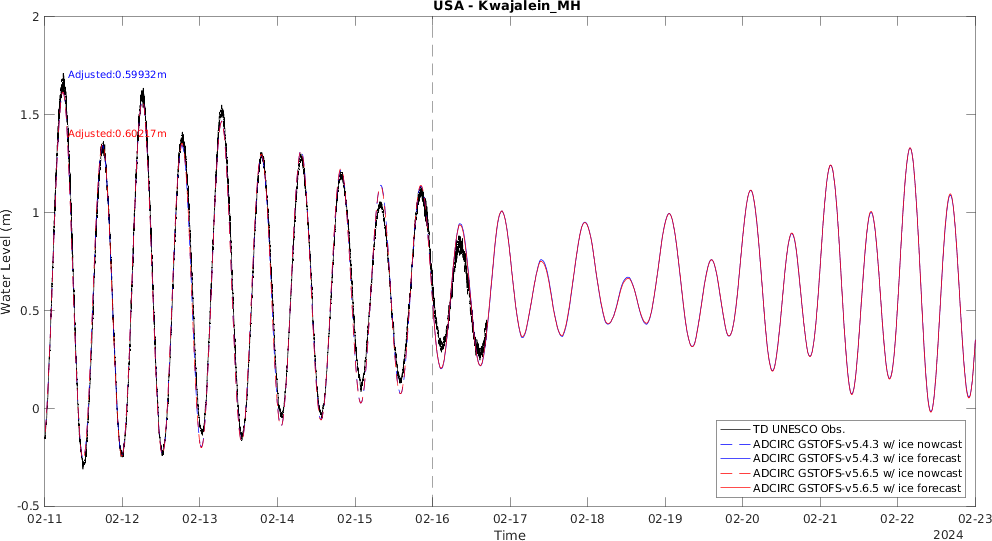 USA - Kwajalein_MH
2
1.5
1
0.5
0
-0.5
Water Level (m)
Adjusted:0.59932m
Adjusted:0.60217m
TD UNESCO Obs.
ADCIRC GSTOFS-v5.4.3 w/ ice nowcast
ADCIRC GSTOFS-v5.4.3 w/ ice forecast
ADCIRC GSTOFS-v5.6.5 w/ ice nowcast
ADCIRC GSTOFS-v5.6.5 w/ ice forecast
02-11 02-12 02-13 02-14 02-15 02-16 02-17 02-18 02-19 02-20 02-21 02-22 02-23
Time
2024